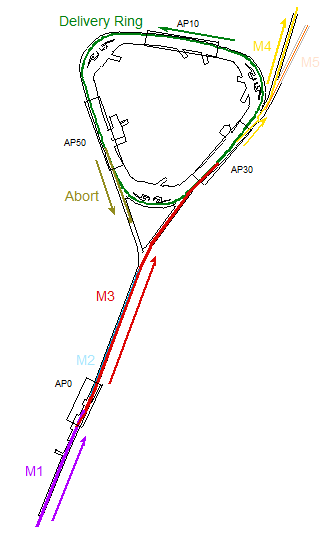 Delivery Ring
AP10
M4
M5
AP50
AP30
Abort
M3
M2
AP0
M1